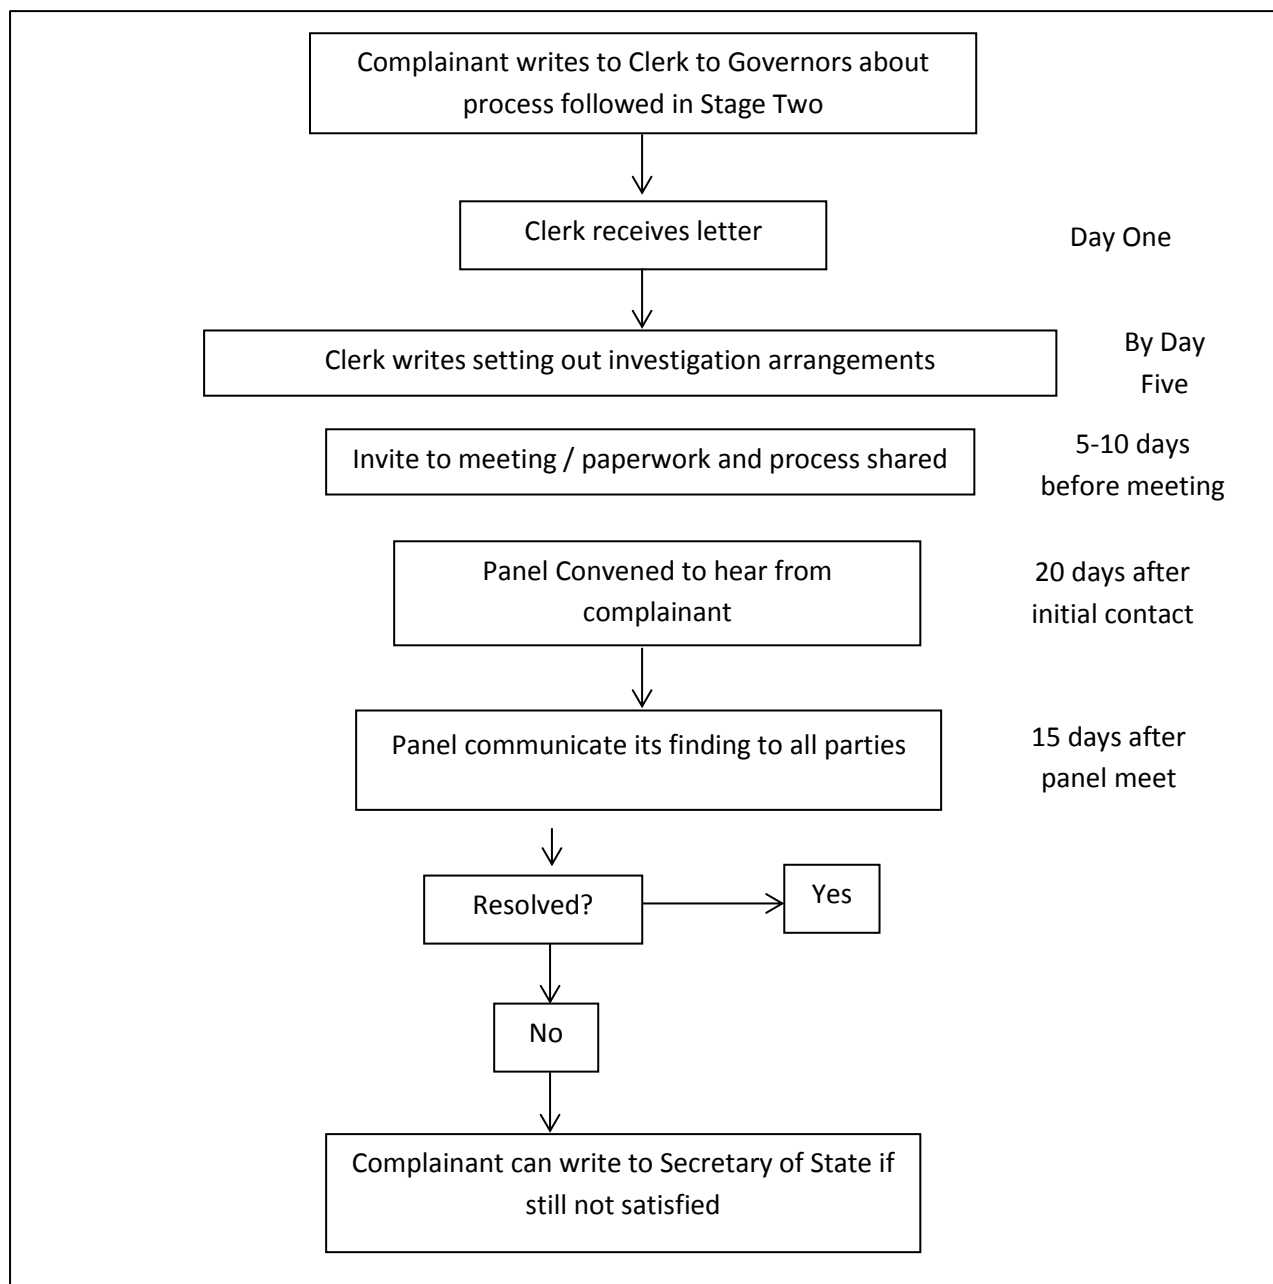 Complainant writes to Clerk to Governors about
process followed in Stage Two
Clerk receives letter
Day One
Clerk writes setting out investigation arrangements
By Day
Five
Invite to meeting / paperwork and process shared
5-10 days
before meeting
Panel Convened to hear from
complainant
20 days after
initial contact
Panel communicate its finding to all parties
15 days after
panel meet
Resolved?
Yes
No
Complainant can write to Secretary of State if
still not satisfied